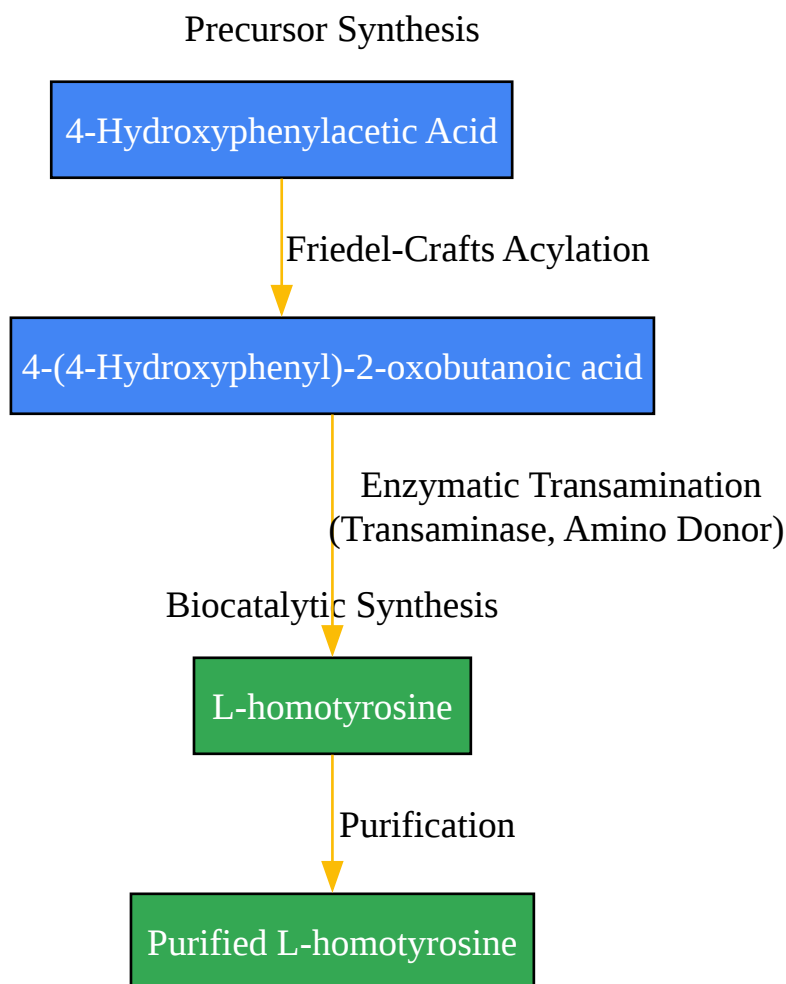 Precursor Synthesis
4-Hydroxyphenylacetic Acid
Friedel-Crafts Acylation
4-(4-Hydroxyphenyl)-2-oxobutanoic acid
Enzymatic Transamination
(Transaminase, Amino Donor)
Biocatalytic Synthesis
L-homotyrosine
Purification
Purified L-homotyrosine